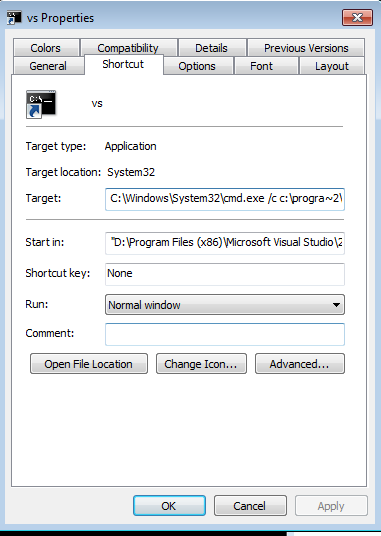 vs Properties
Colors Compatibility Details Previous Versions
General Shortcut Options Font Layout
C:\
vs
Target type: Application
Target location: System32
Target: C:\Windows\System32\cmd.exe /c c:\progra~2\
Start in: "D:\Program Files (x86)\Microsoft Visual Studio\2
Shortcut key: None
Run: Normal window
Comment:
Open File Location Change Icon... Advanced...
OK Cancel Apply